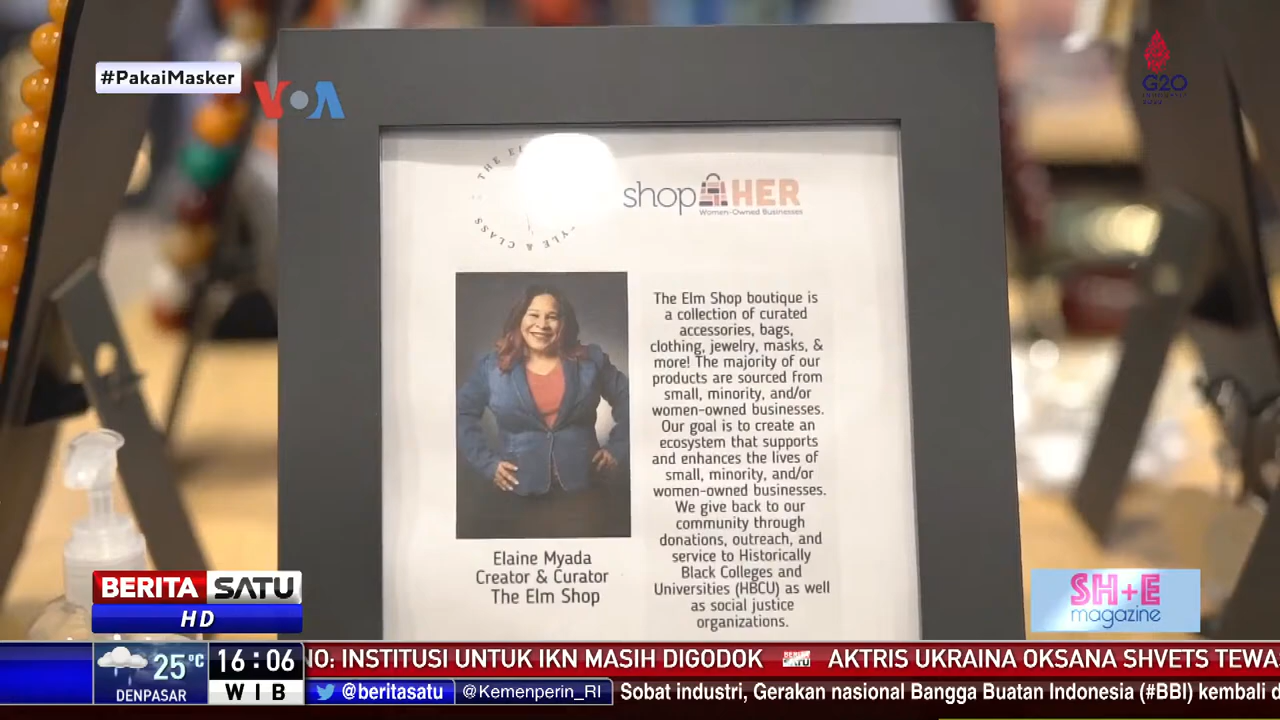 #PakaiMasker
VOA
G20
THE
& CLASS
shop HER
Women-Owned Businesses
The Elm Shop boutique is
a collection of curated
accessories, bags,
clothing, jewelry, masks, &
more! The majority of our
products are sourced from
small, minority, and/or
women-owned businesses.
Our goal is to create an
ecosystem that supports
and enhances the lives of
small, minority, and/or
women-owned businesses.
We give back to our
community through
donations, outreach, and
service to Historically
Black Colleges and
Universities (HBCU) as well
as social justice
organizations.
Elaine Myada
Creator & Curator
The Elm Shop
BERITA SATU
HD
SH+E
magazine
25°C
DENPASAR
16:06
WIB
NO: INSTITUSI UNTUK IKN MASIH DIGODOK BERITA SATU AKTRIS UKRAINA OKSANA SHVETS TEWA
@beritasatu @Kemenperin_RI Sobat industri, Gerakan nasional Bangga Buatan Indonesia (#BBI) kembali d